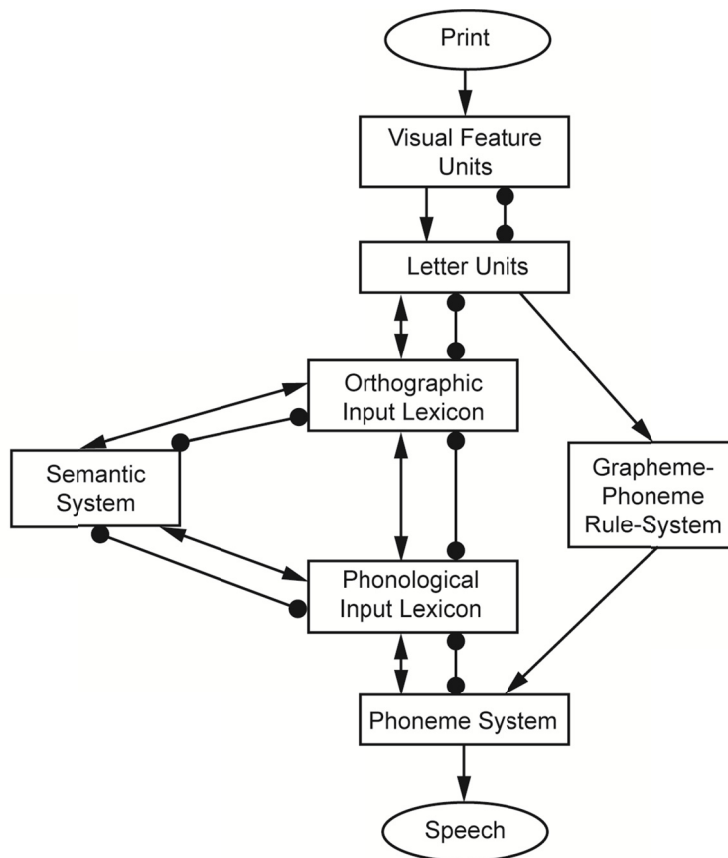 Print
Visual Feature
Units
Letter Units
Orthographic
Input Lexicon
Semantic
System
Grapheme-
Phoneme
Rule-System
Phonological
Input Lexicon
Phoneme System
Speech